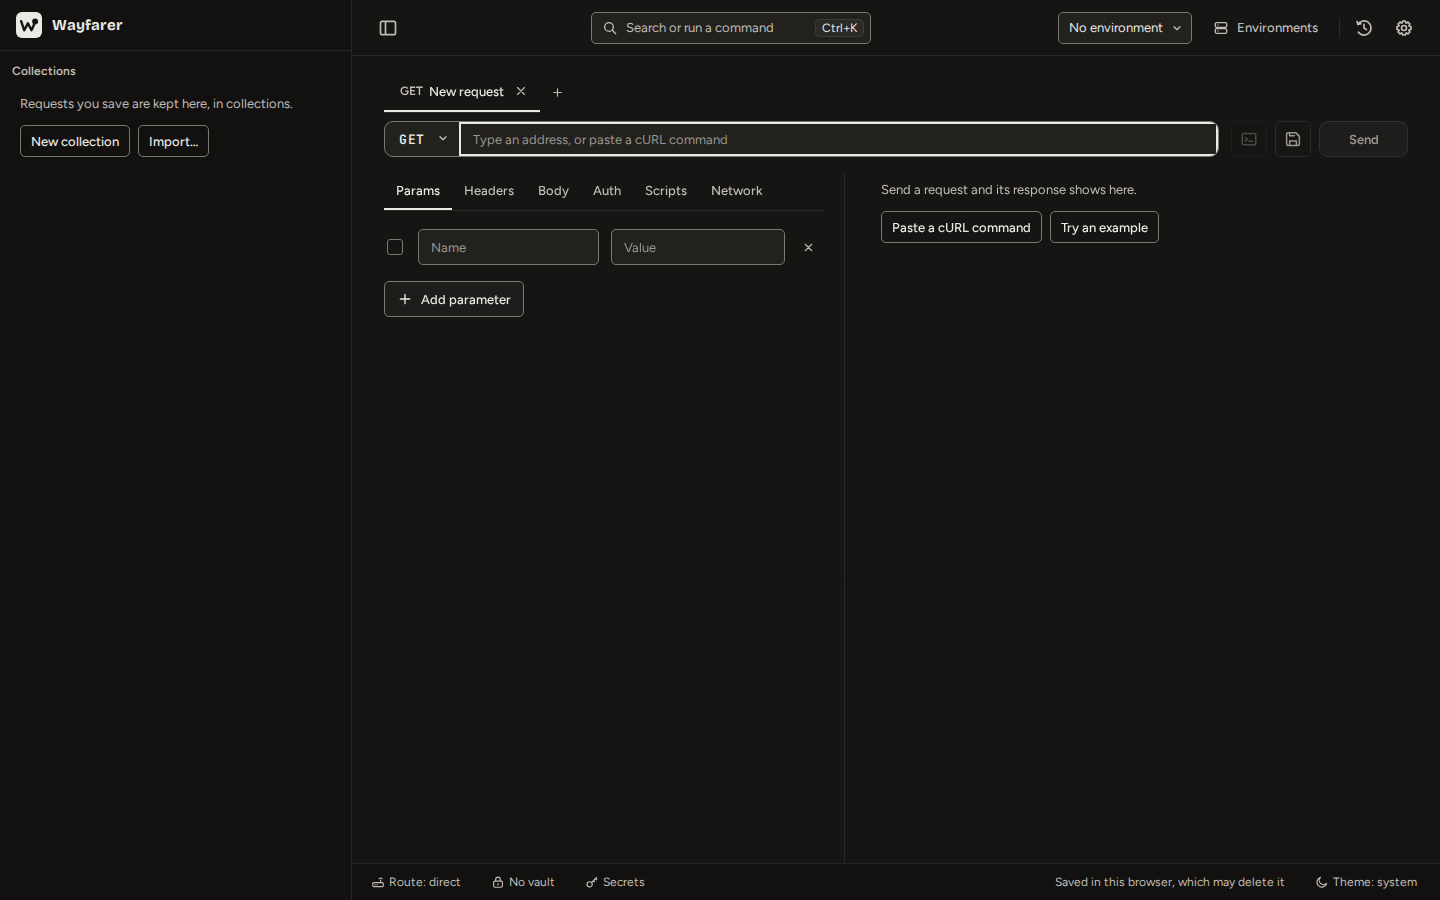 Wayfarer
Search or run a command Ctrl+K
No environment
Environments
Collections
Requests you save are kept here, in collections.
New collection Import...
GET New request
GET Type an address, or paste a cURL command Send
Params Headers Body Auth Scripts Network
Name Value
Add parameter
Send a request and its response shows here.
Paste a cURL command Try an example
Route: direct No vault Secrets
Saved in this browser, which may delete it Theme: system